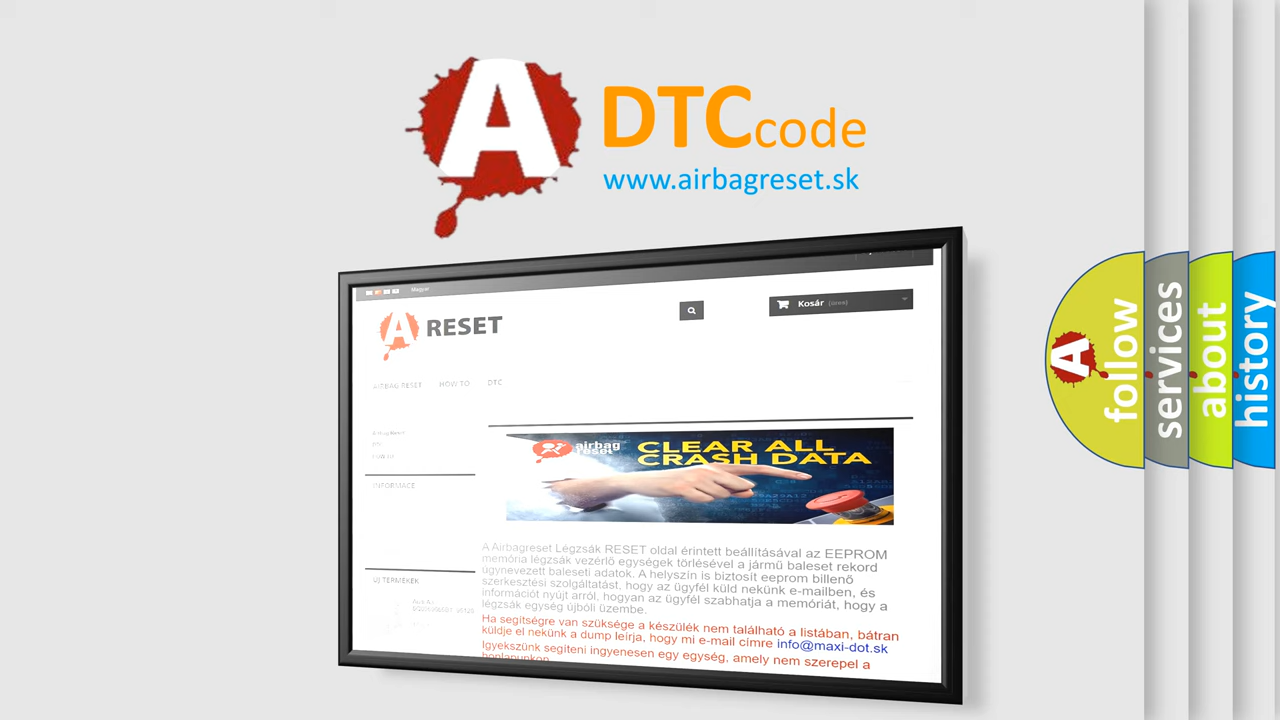 A
DTCcode
www.airbagreset.sk
Magyar
A RESET
Kosár (üres)
AIRBAG RESET HOW TO DTC
airbag
reset
CLEAR ALL
CRASH DATA
INFORMACE
A Airbagreset Légzsák RESET oldal érintett beállításával az EEPROM
memória légzsák vezérlő egységek törlésével a jármű baleset rekord
úgynevezett baleseti adatok. A helyszín is biztosít eeprom billenő
szerkesztési szolgáltatást, hogy az ügyfél küld nekünk e-mailben, és
információt nyújt arról, hogyan az ügyfél szabhatja a memóriát, hogy a
légzsák egység újbóli üzembe.
ÚJ TERMÉKEK
Ha segítségre van szüksége a készülék nem található a listában, bátran
küldje el nekünk a dump leírja, hogy mi e-mail címre info@maxi-dot.sk
Igyekszünk segíteni ingyenesen egy egység, amely nem szerepel a
honlapunkon
A
follow
services
about
history